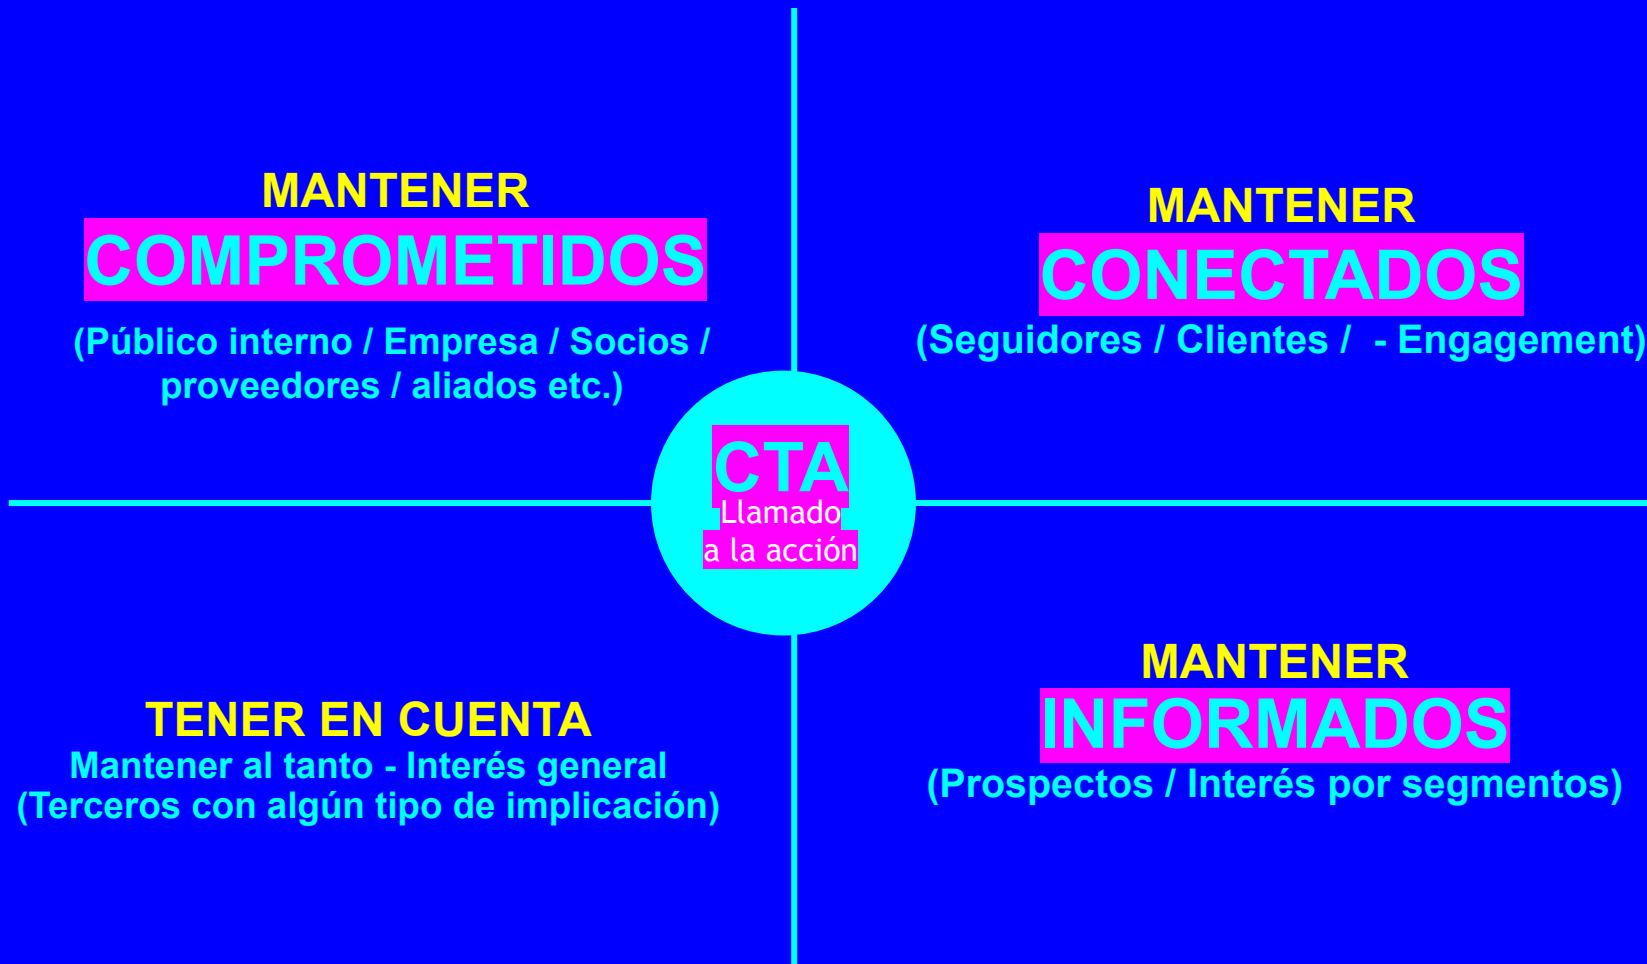 MANTENER
COMPROMETIDOS
(Público interno / Empresa / Socios /
proveedores / aliados etc.)
MANTENER
CONECTADOS
(Seguidores / Clientes /  - Engagement)
CTA
Llamado
a la acción
TENER EN CUENTA
Mantener al tanto - Interés general
(Terceros con algún tipo de implicación)
MANTENER
INFORMADOS
(Prospectos / Interés por segmentos)